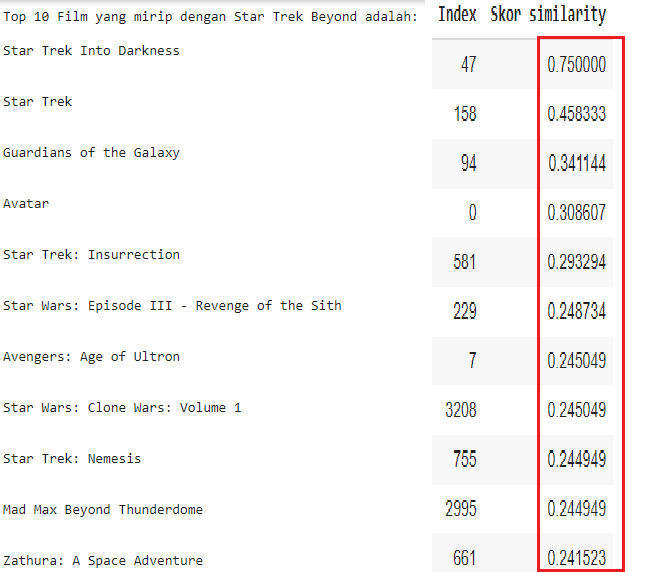 Top 10 Film yang mirip dengan Star Trek Beyond adalah: Index Skor similarity
Star Trek Into Darkness 47 0.750000
Star Trek 158 0.458333
Guardians of the Galaxy 94 0.341144
Avatar 0 0.308607
Star Trek: Insurrection 581 0.293294
Star Wars: Episode III - Revenge of the Sith 229 0.248734
Avengers: Age of Ultron 7 0.245049
Star Wars: Clone Wars: Volume 1 3208 0.245049
Star Trek: Nemesis 755 0.244949
Mad Max Beyond Thunderdome 2995 0.244949
Zathura: A Space Adventure 661 0.241523